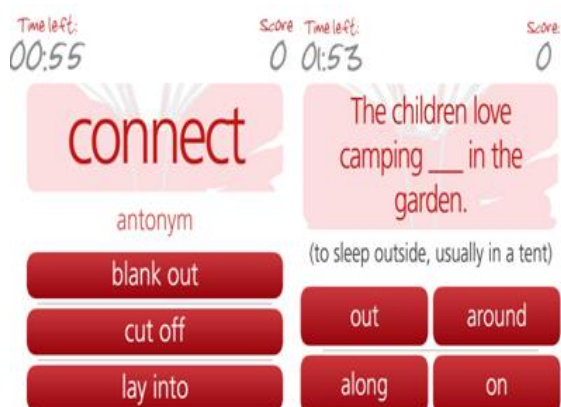 Time left:
00:55
Score
0
connect
antonym
blank out
cut off
lay into
Time left:
01:53
Score:
0
The children love
camping ___ in the
garden.
(to sleep outside, usually in a tent)
out
around
along
on